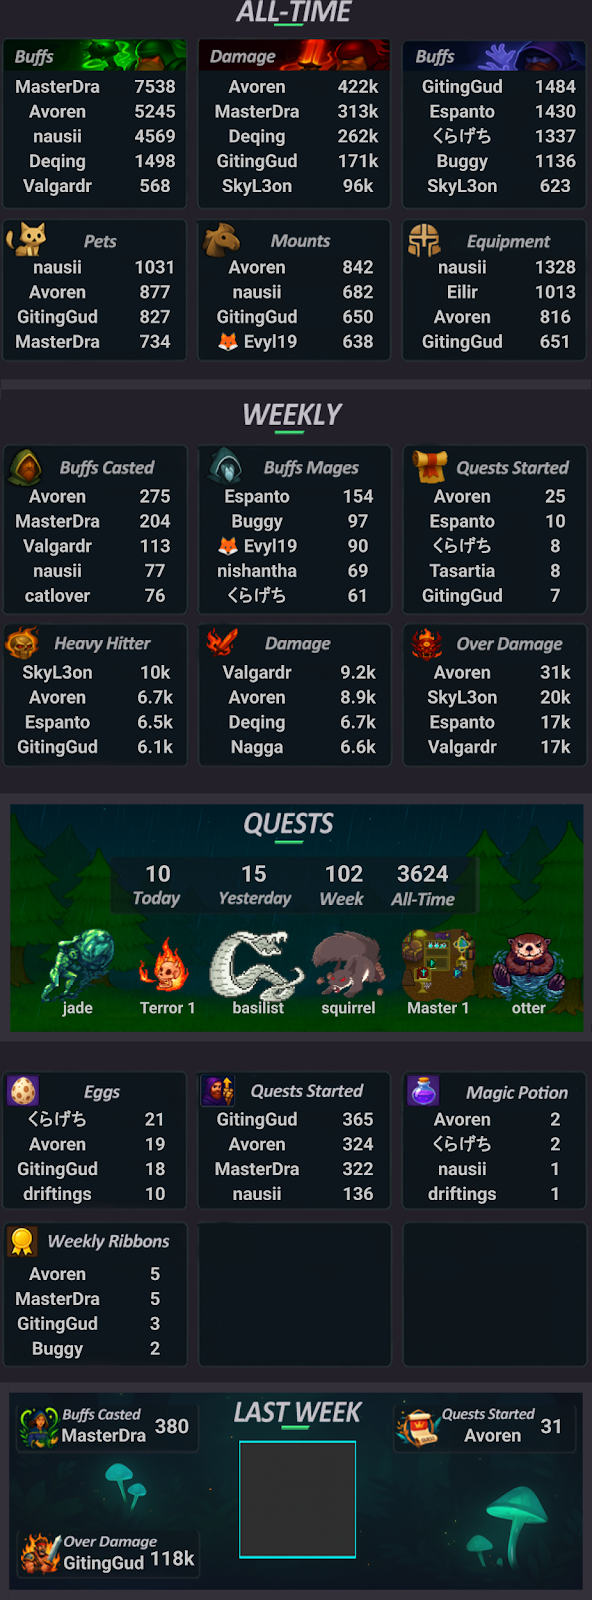 ALL-TIME
Buffs
MasterDra 7538
Avoren 5245
nausii 4569
Deqing 1498
Valgardr 568
Damage
Avoren 422k
MasterDra 313k
Deqing 262k
GitingGud 171k
SkyL3on 96k
Buffs
GitingGud 1484
Espanto 1430
くらげち 1337
Buggy 1136
SkyL3on 623
Pets
nausii 1031
Avoren 877
GitingGud 827
MasterDra 734
Mounts
Avoren 842
nausii 682
GitingGud 650
🦊 Evyl19 638
Equipment
nausii 1328
Eilir 1013
Avoren 816
GitingGud 651
WEEKLY
Buffs Casted
Avoren 275
MasterDra 204
Valgardr 113
nausii 77
catlover 76
Buffs Mages
Espanto 154
Buggy 97
🦊 Evyl19 90
nishantha 69
くらげち 61
Quests Started
Avoren 25
Espanto 10
くらげち 8
Tasartia 8
GitingGud 7
Heavy Hitter
SkyL3on 10k
Avoren 6.7k
Espanto 6.5k
GitingGud 6.1k
Damage
Valgardr 9.2k
Avoren 8.9k
Deqing 6.7k
Nagga 6.6k
Over Damage
Avoren 31k
SkyL3on 20k
Espanto 17k
Valgardr 17k
QUESTS
10 15 102 3624
Today Yesterday Week All-Time
jade Terror 1 basilist squirrel Master 1 otter
Eggs
くらげち 21
Avoren 19
GitingGud 18
driftings 10
Quests Started
GitingGud 365
Avoren 324
MasterDra 322
nausii 136
Magic Potion
Avoren 2
くらげち 2
nausii 1
driftings 1
Weekly Ribbons
Avoren 5
MasterDra 5
GitingGud 3
Buggy 2
LAST WEEK
Buffs Casted
MasterDra 380
Quests Started
Avoren 31
Over Damage
GitingGud 118k